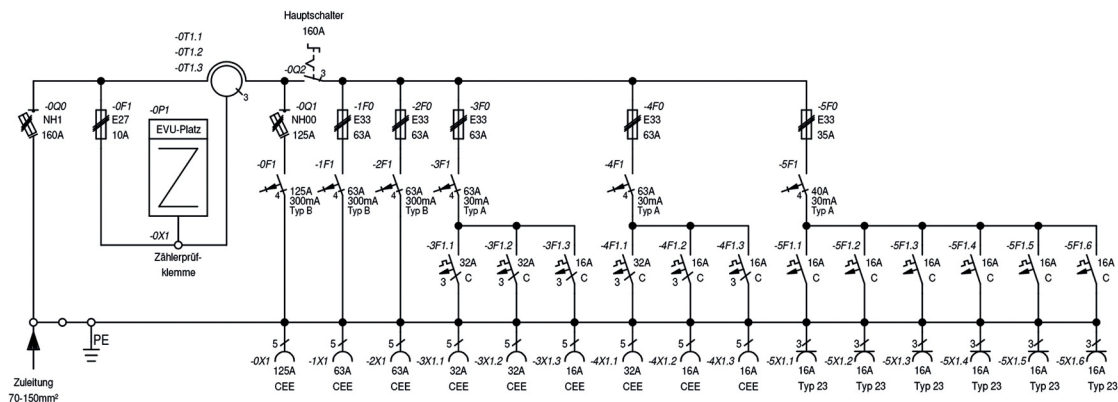 Hauptschalter
160A
-0T1.1
-0T1.2
-0T1.3
3
-0Q2
3
-0Q0
NH1
160A
-0F1
E27
10A
-0P1
EVU-Platz
Z
-0X1
Zählerprüf-
klemme
-0Q1
NH00
125A
-1F0
E33
63A
-2F0
E33
63A
-3F0
E33
63A
-4F0
E33
63A
-5F0
E33
35A
-0F1
4
125A
300mA
Typ B
-1F1
4
63A
300mA
Typ B
-2F1
4
63A
300mA
Typ B
-3F1
4
63A
30mA
Typ A
-4F1
4
63A
30mA
Typ A
-5F1
4
40A
30mA
Typ A
-3F1.1
32A
C
3
-3F1.2
32A
C
3
-3F1.3
16A
C
3
-4F1.1
32A
C
3
-4F1.2
16A
C
3
-4F1.3
16A
C
3
-5F1.1
16A
C
-5F1.2
16A
C
-5F1.3
16A
C
-5F1.4
16A
C
-5F1.5
16A
C
-5F1.6
16A
C
PE
Zuleitung
70-150mm²
5
-0X1
125A
CEE
5
-1X1
63A
CEE
5
-2X1
63A
CEE
5
-3X1.1
32A
CEE
5
-3X1.2
32A
CEE
5
-3X1.3
16A
CEE
5
-4X1.1
32A
CEE
5
-4X1.2
16A
CEE
5
-4X1.3
16A
CEE
3
-5X1.1
16A
Typ 23
3
-5X1.2
16A
Typ 23
3
-5X1.3
16A
Typ 23
3
-5X1.4
16A
Typ 23
3
-5X1.5
16A
Typ 23
3
-5X1.6
16A
Typ 23